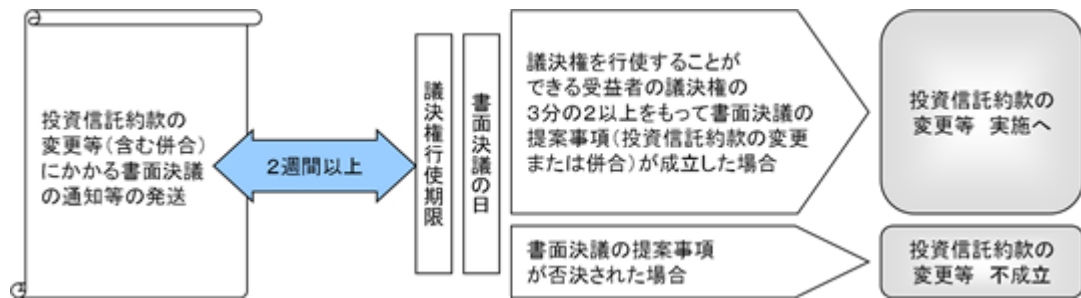 投資信託約款の
変更等(含む併合)
にかかる書面決議
の通知等の発送
2週間以上
議決権行使期限
書面決議の日
議決権を行使することが
できる受益者の議決権の
3分の2以上をもって書面決議の
提案事項(投資信託約款の変更
または併合)が成立した場合
投資信託約款の
変更等 実施へ
書面決議の提案事項
が否決された場合
投資信託約款の
変更等 不成立